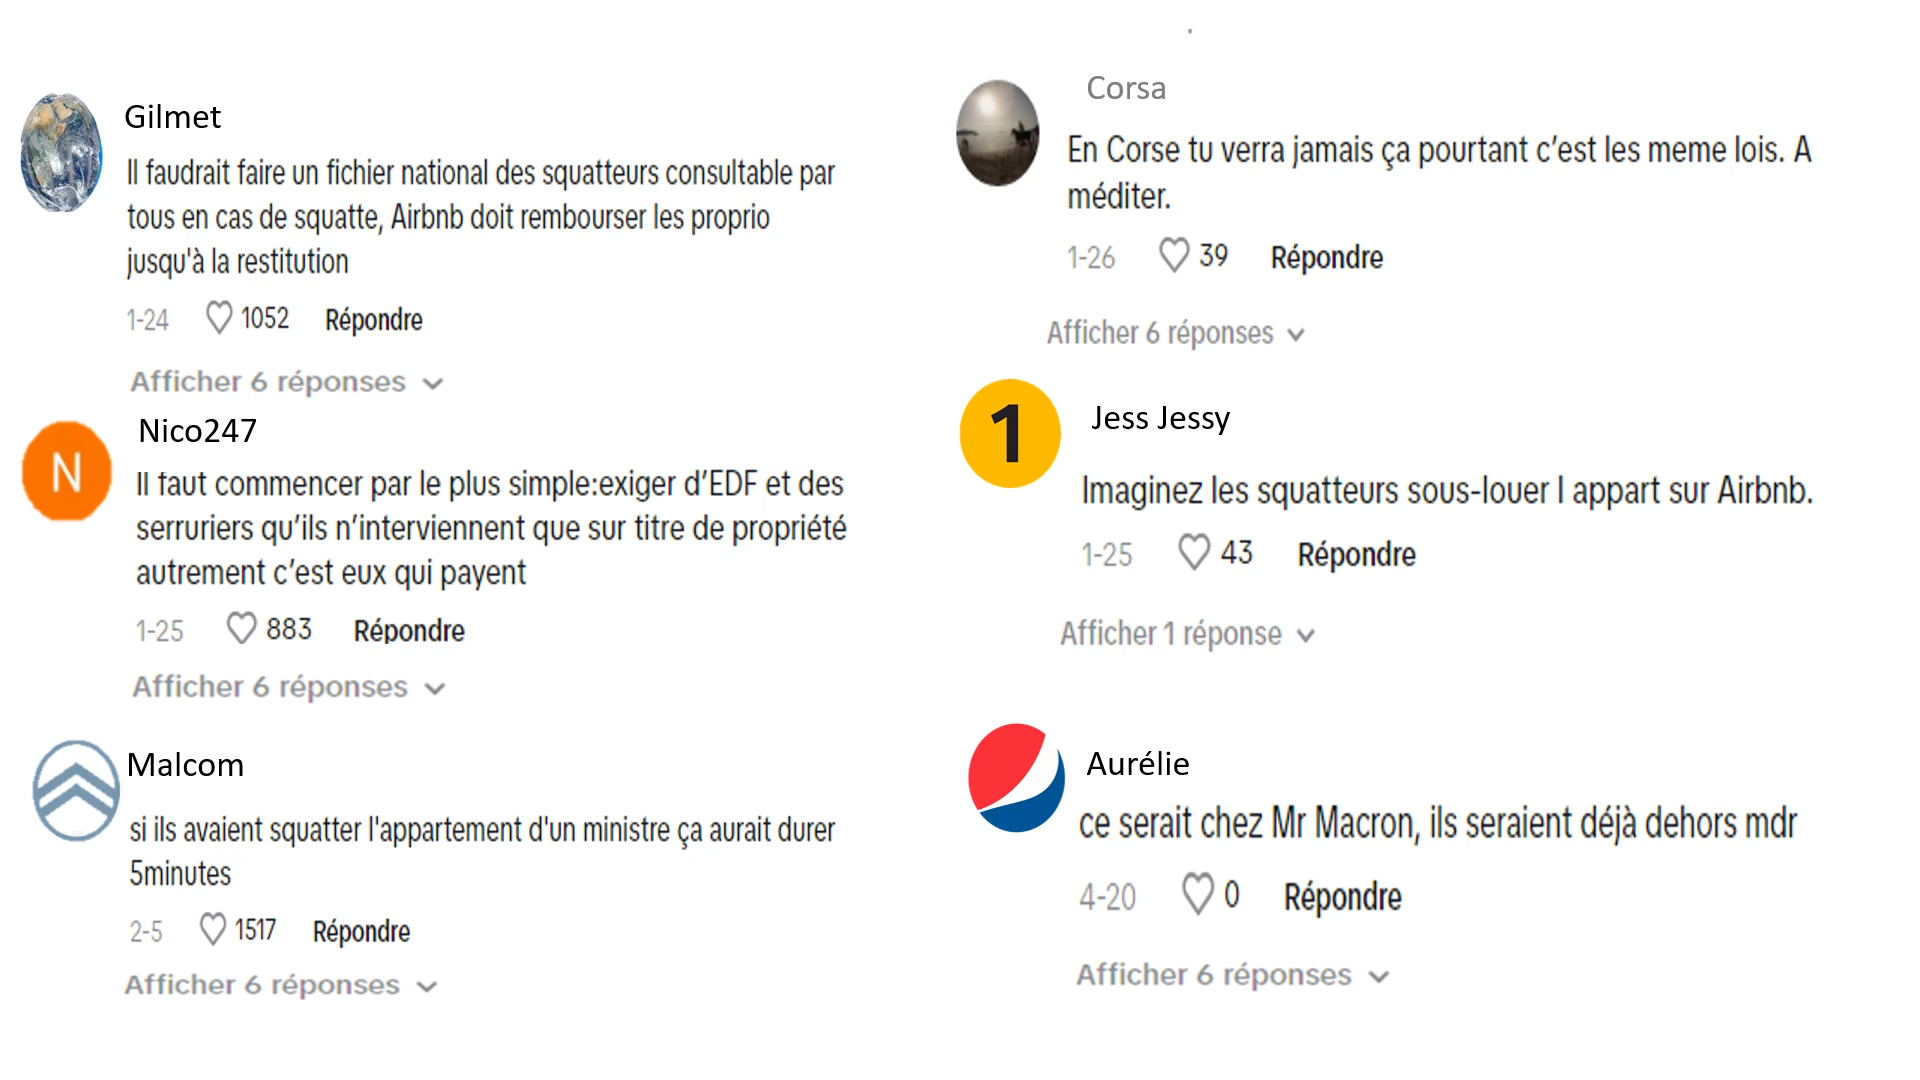 Gilmet
Il faudrait faire un fichier national des squatteurs consultable par
tous en cas de squatte, Airbnb doit rembourser les proprio
jusqu'à la restitution
1-24 1052 Répondre
Afficher 6 réponses
N
Nico247
Il faut commencer par le plus simple:exiger d’EDF et des
serruriers qu’ils n’interviennent que sur titre de propriété
autrement c’est eux qui payent
1-25 883 Répondre
Afficher 6 réponses
Malcom
si ils avaient squatter l'appartement d'un ministre ça aurait durer
5minutes
2-5 1517 Répondre
Afficher 6 réponses
Corsa
En Corse tu verra jamais ça pourtant c’est les meme lois. A
méditer.
1-26 39 Répondre
Afficher 6 réponses
1
Jess Jessy
Imaginez les squatteurs sous-louer l appart sur Airbnb.
1-25 43 Répondre
Afficher 1 réponse
Aurélie
ce serait chez Mr Macron, ils seraient déjà dehors mdr
4-20 0 Répondre
Afficher 6 réponses